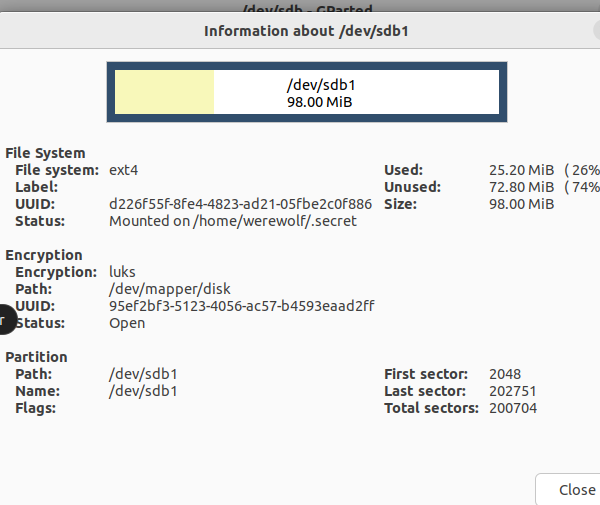 /dev/sdb - GParted
Information about /dev/sdb1
/dev/sdb1
98.00 MiB
File System
File system: ext4 Used: 25.20 MiB ( 26%
Label: Unused: 72.80 MiB ( 74%
UUID: d226f55f-8fe4-4823-ad21-05fbe2c0f886 Size: 98.00 MiB
Status: Mounted on /home/werewolf/.secret
Encryption
Encryption: luks
Path: /dev/mapper/disk
UUID: 95ef2bf3-5123-4056-ac57-b4593eaad2ff
r Status: Open
Partition
Path: /dev/sdb1 First sector: 2048
Name: /dev/sdb1 Last sector: 202751
Flags: Total sectors: 200704
Close